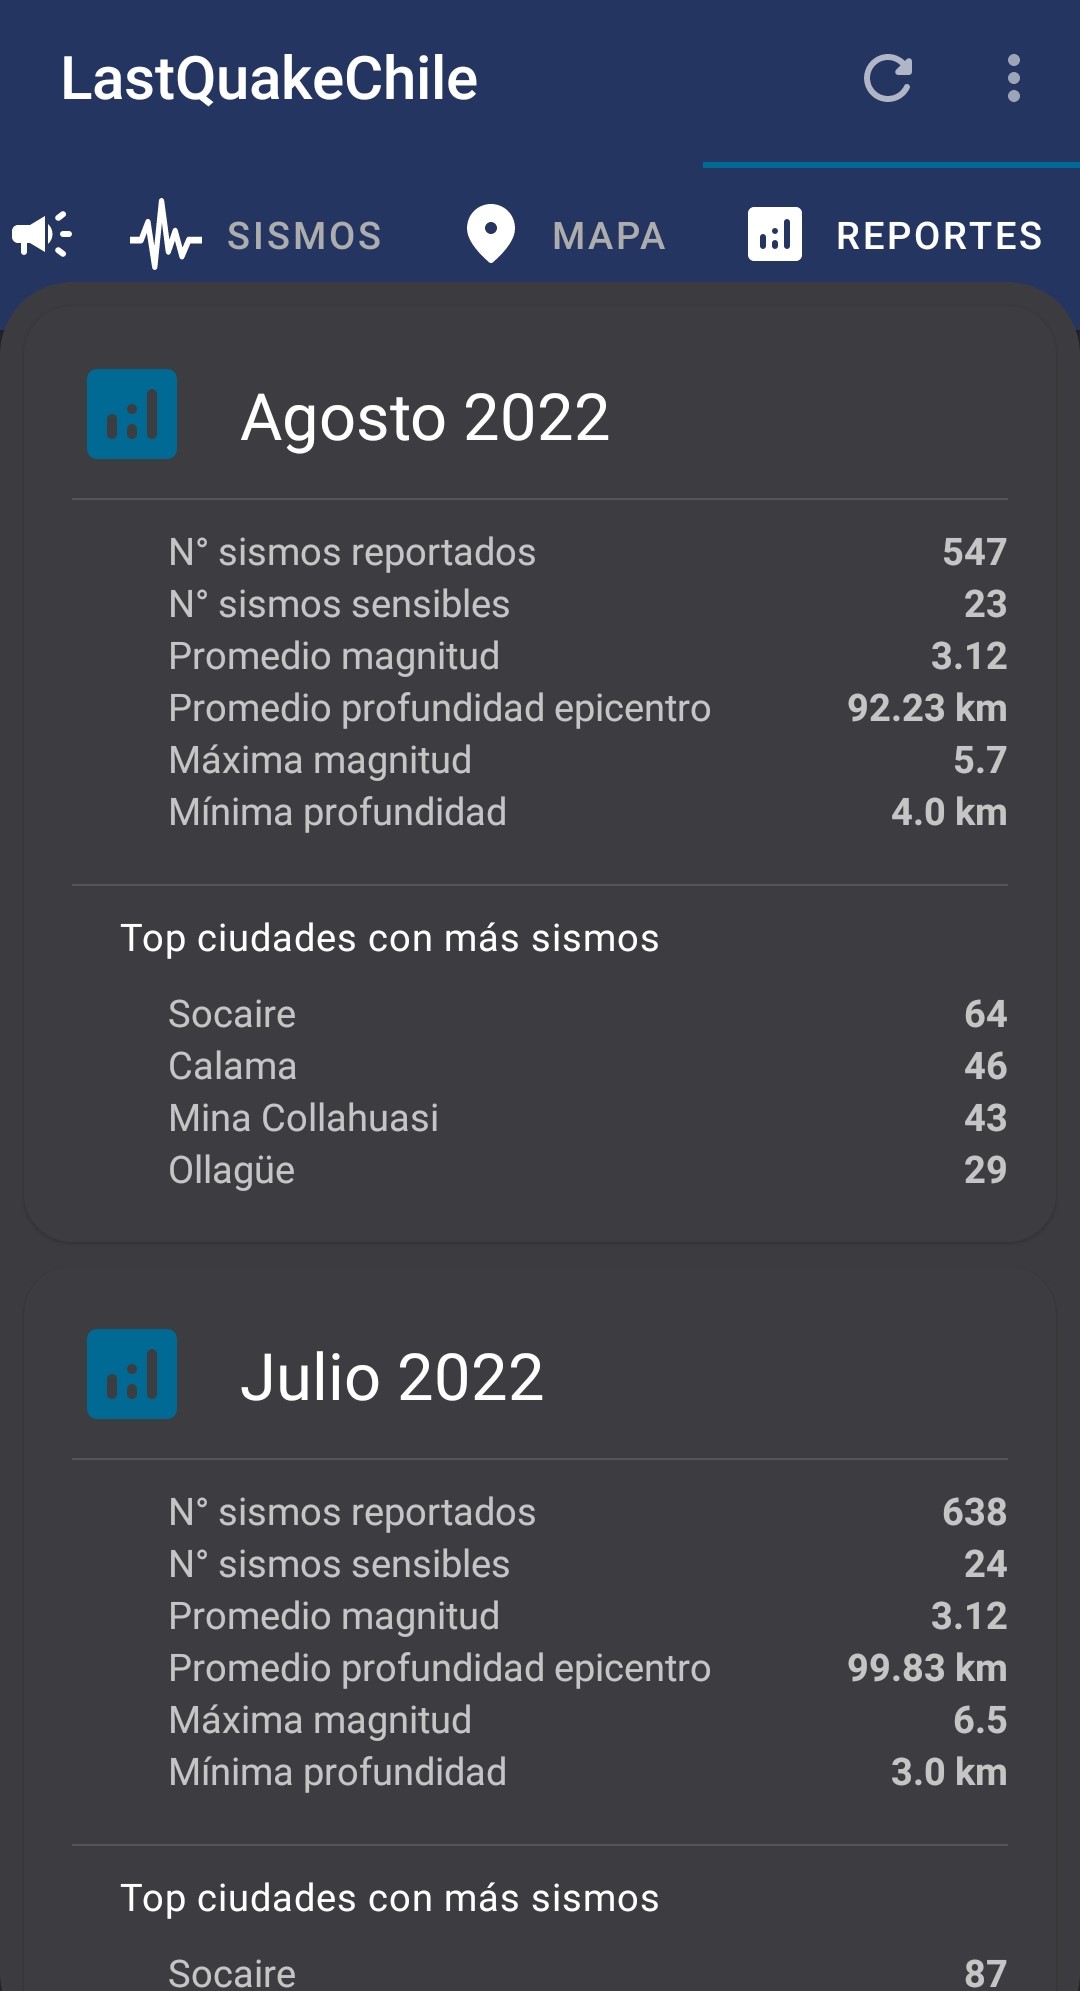 LastQuakeChile
SISMOS MAPA REPORTES
Agosto 2022
N° sismos reportados 547
N° sismos sensibles 23
Promedio magnitud 3.12
Promedio profundidad epicentro 92.23 km
Máxima magnitud 5.7
Mínima profundidad 4.0 km
Top ciudades con más sismos
Socaire 64
Calama 46
Mina Collahuasi 43
Ollagüe 29
Julio 2022
N° sismos reportados 638
N° sismos sensibles 24
Promedio magnitud 3.12
Promedio profundidad epicentro 99.83 km
Máxima magnitud 6.5
Mínima profundidad 3.0 km
Top ciudades con más sismos
Socaire 87